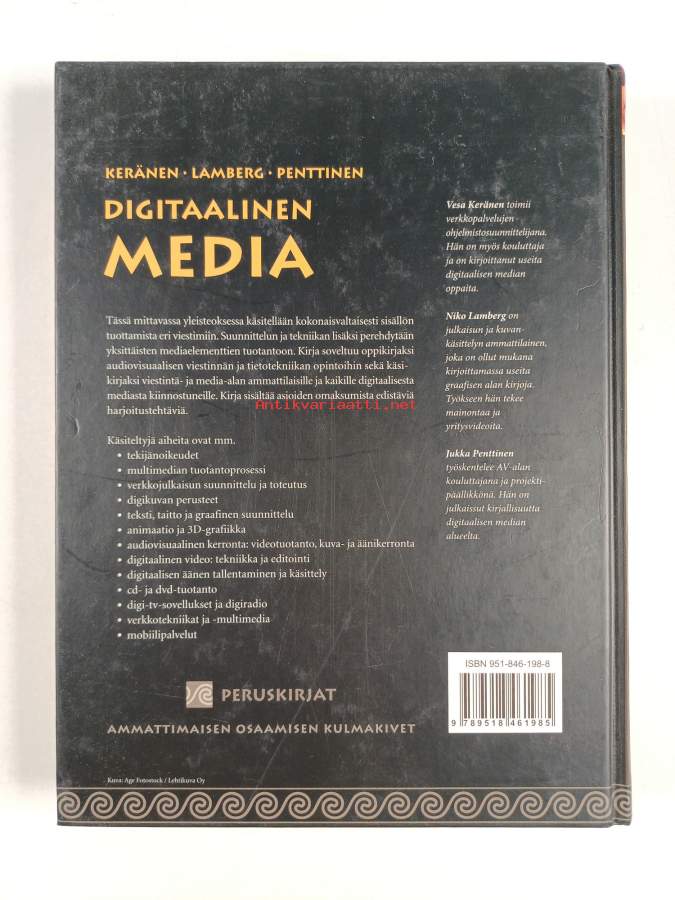 KERÄNEN · LAMBERG · PENTTINEN
DIGITAALINEN
MEDIA
Tässä mittavassa yleisteoksessa käsitellään kokonaisvaltaisesti sisällön
tuottamista eri viestimiin. Suunnittelun ja tekniikan lisäksi perehdytään
yksittäisten mediaelementtien tuotantoon. Kirja soveltuu oppikirjaksi
audiovisuaalisen viestinnän ja tietotekniikan opintoihin sekä käsi-
kirjaksi viestintä- ja media-alan ammattilaisille ja kaikille digitaalisesta
mediasta kiinnostuneille. Kirja sisältää asioiden omaksumista edistäviä
harjoitustehtäviä.
Antikvariaatti.net
Käsiteltyjä aiheita ovat mm.
• tekijänoikeudet
• multimedian tuotantoprosessi
• verkkojulkaisun suunnittelu ja toteutus
• digikuvan perusteet
• teksti, taitto ja graafinen suunnittelu
• animaatio ja 3D-grafiikka
• audiovisuaalinen kerronta: videotuotanto, kuva- ja äänikerronta
• digitaalinen video: tekniikka ja editointi
• digitaalisen äänen tallentaminen ja käsittely
• cd- ja dvd-tuotanto
• digi-tv-sovellukset ja digiradio
• verkkotekniikat ja -multimedia
• mobiilipalvelut
Vesa Keränen toimii
verkkopalvelujen
ohjelmistosuunnittelijana.
Hän on myös kouluttaja
ja on kirjoittanut useita
digitaalisen median
oppaita.
Niko Lamberg on
julkaisun ja kuvan-
käsittelyn ammattilainen,
joka on ollut mukana
kirjoittamassa useita
graafisen alan kirjoja.
Työkseen hän tekee
mainontaa ja
yritysvideoita.
Jukka Penttinen
työskentelee AV-alan
kouluttajana ja projekti-
päällikkönä. Hän on
julkaissut kirjallisuutta
digitaalisen median
alueelta.
ISBN 951-846-198-8
9 789518 461985
PERUSKIRJAT
AMMATTIMAISEN OSAAMISEN KULMAKIVET
Kuva: Age Fotostock / Lehtikuva Oy